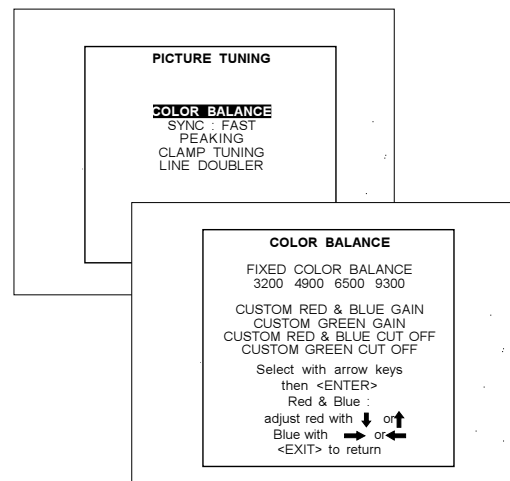 PICTURE TUNING
COLOR BALANCE
SYNC : FAST
PEAKING
CLAMP TUNING
LINE DOUBLER
COLOR BALANCE
FIXED COLOR BALANCE
3200 4900 6500 9300
CUSTOM RED & BLUE GAIN
CUSTOM GREEN GAIN
CUSTOM RED & BLUE CUT OFF
CUSTOM GREEN CUT OFF
Select with arrow keys
then <ENTER>
Red & Blue :
adjust red with ⬇ or⬆
Blue with ➡ or⬅
<EXIT> to return